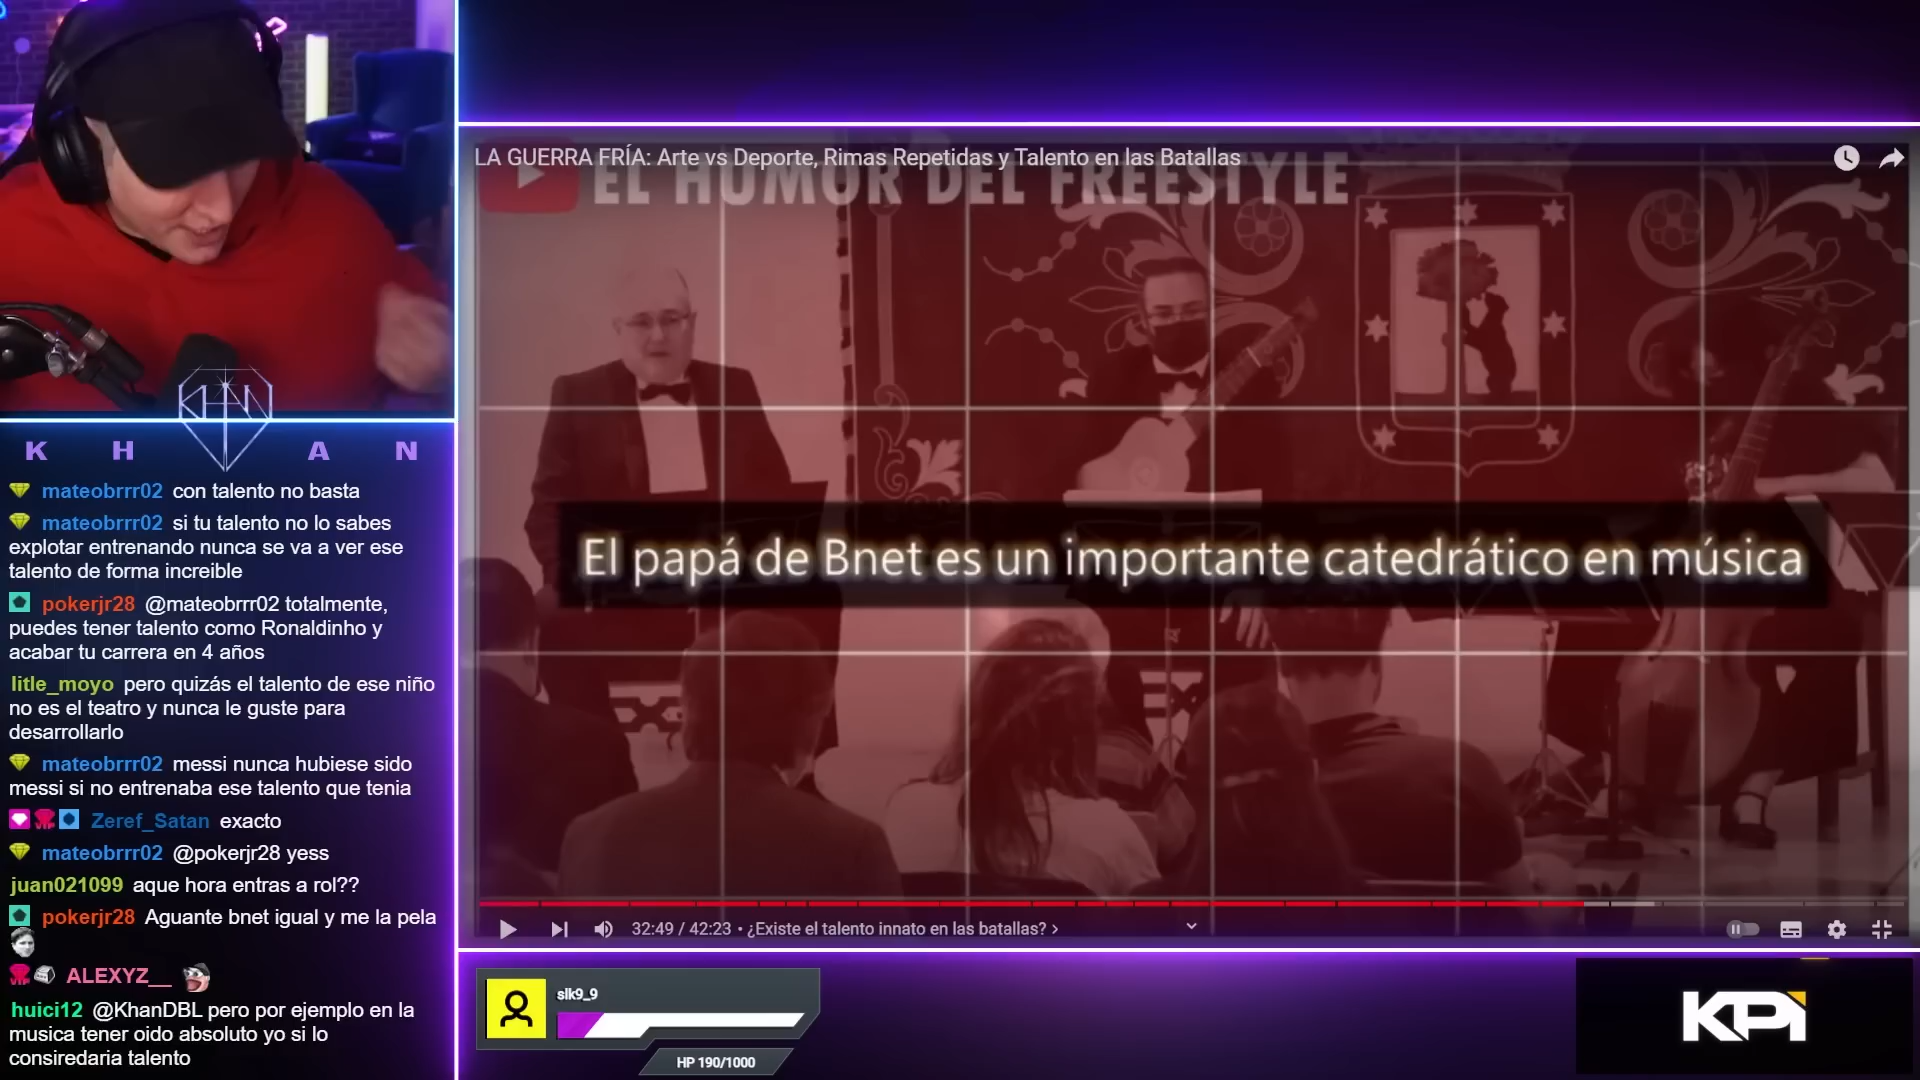 KHAN
K H A N
mateobrrr02 con talento no basta
mateobrrr02 si tu talento no lo sabes
explotar entrenando nunca se va a ver ese
talento de forma increible
pokerjr28 @mateobrrr02 totalmente,
puedes tener talento como Ronaldinho y
acabar tu carrera en 4 años
litle_moyo pero quizás el talento de ese niño
no es el teatro y nunca le guste para
desarrollarlo
mateobrrr02 messi nunca hubiese sido
messi si no entrenaba ese talento que tenia
Zeref_Satan exacto
mateobrrr02 @pokerjr28 yess
juan021099 aque hora entras a rol??
pokerjr28 Aguante bnet igual y me la pela
ALEXYZ__
huici12 @KhanDBL pero por ejemplo en la
musica tener oido absoluto yo si lo
consiredaria talento
LA GUERRA FRÍA: Arte vs Deporte, Rimas Repetidas y Talento en las Batallas
EL HUMOR DEL FREESTYLE
El papá de Bnet es un importante catedrático en música
32:49 / 42:23 • ¿Existe el talento innato en las batallas? ›
slk9_9
HP 190/1000
KPI